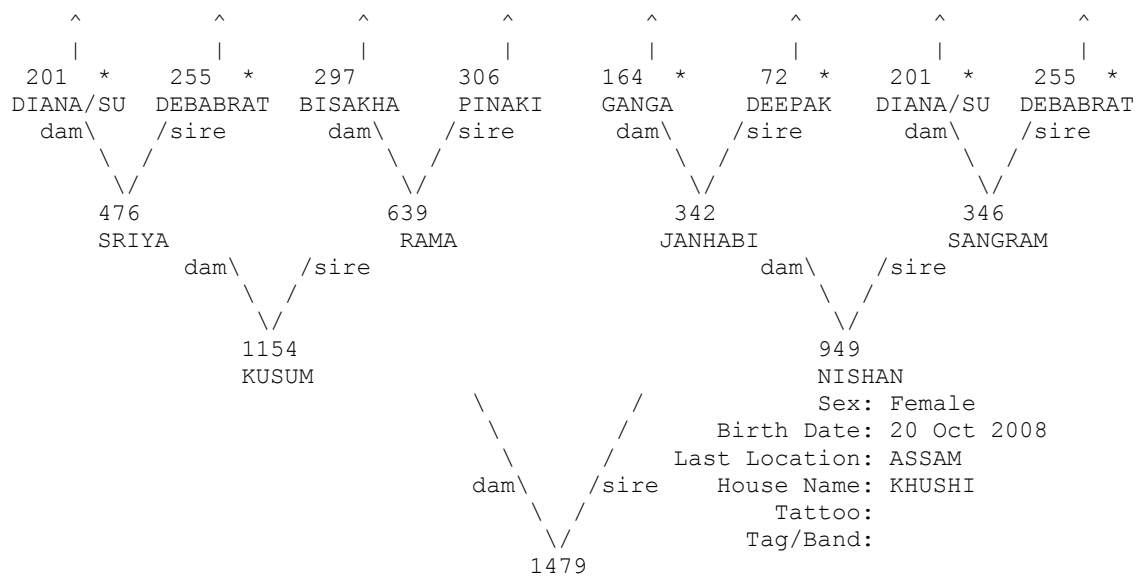 ^ ^ ^ ^ ^ ^ ^ ^
| | | | | | | |
201 * 255 * 297 306 164 * 72 * 201 * 255 *
DIANA/SU DEBABRAT BISAKHA PINAKI GANGA DEEPAK DIANA/SU DEBABRAT
dam\ /sire dam\ /sire dam\ /sire dam\ /sire
\ / \ / \ / \ /
\/ \/ \/ \/
476 639 342 346
SRIYA RAMA JANHABI SANGRAM
dam\ /sire dam\ /sire
\ / \ /
\/ \/
1154 949
KUSUM NISHAN
\ / Sex: Female
\ / Birth Date: 20 Oct 2008
\ / Last Location: ASSAM
dam\ /sire House Name: KHUSHI
\ / Tattoo:
\/ Tag/Band:
1479